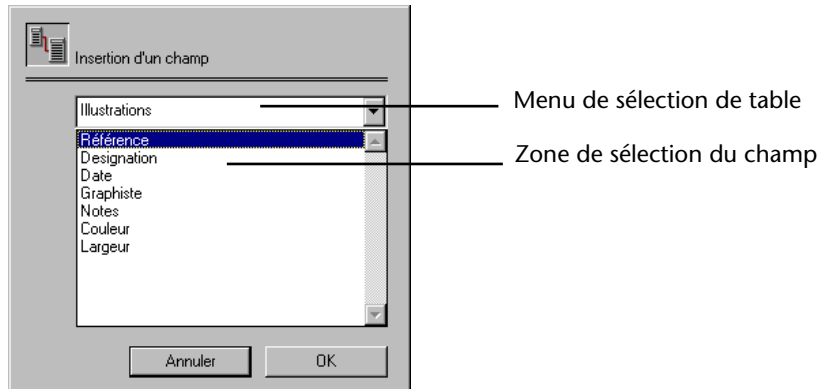 Insertion d'un champ
Illustrations
Menu de sélection de table
Référence
Designation
Zone de sélection du champ
Date
Graphiste
Notes
Couleur
Largeur
Annuler
OK